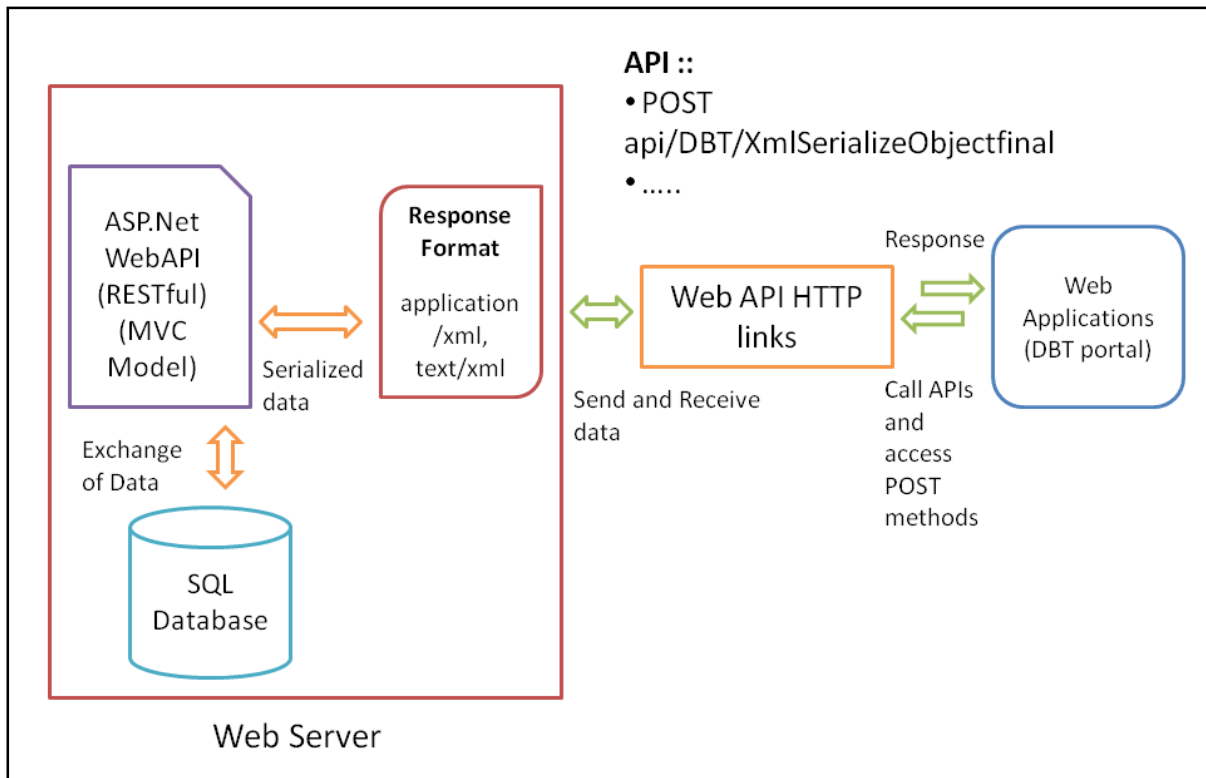 API ::
• POST
api/DBT/XmlSerializeObjectfinal
• .....
ASP.Net
WebAPI
(RESTful)
(MVC
Model)
Serialized
data
Response
Format
application
/xml,
text/xml
Exchange
of Data
SQL
Database
Web Server
Send and Receive
data
Web API HTTP
links
Response
Call APIs
and
access
POST
methods
Web
Applications
(DBT portal)